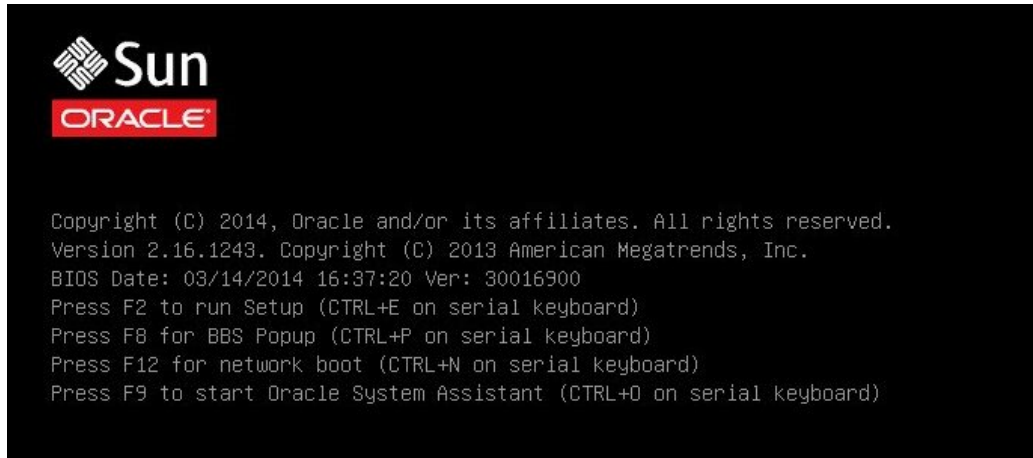 Sun
ORACLE
Copyright (C) 2014, Oracle and/or its affiliates. All rights reserved.
Version 2.16.1243. Copyright (C) 2013 American Megatrends, Inc.
BIOS Date: 03/14/2014 16:37:20 Ver: 30016900
Press F2 to run Setup (CTRL+E on serial keyboard)
Press F8 for BBS Popup (CTRL+P on serial keyboard)
Press F12 for network boot (CTRL+N on serial keyboard)
Press F9 to start Oracle System Assistant (CTRL+O on serial keyboard)